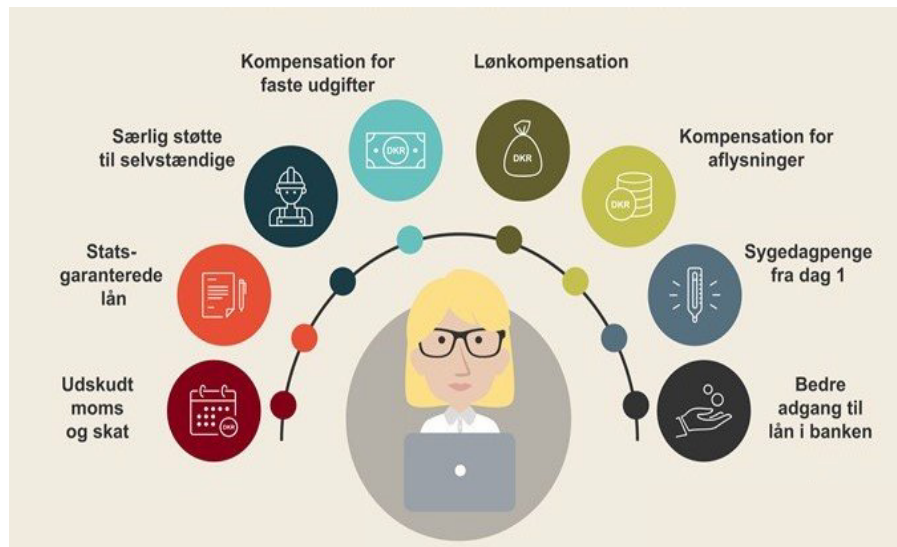 Kompensation for
faste udgifter
Lønkompensation
Særlig støtte
til selvstændige
Kompensation for
aflysninger
Stats-
garanterede
lån
Sygedagpenge
fra dag 1
Udskudt
moms
og skat
Bedre
adgang til
lån i banken
DKR
DKR
DKR
DKR